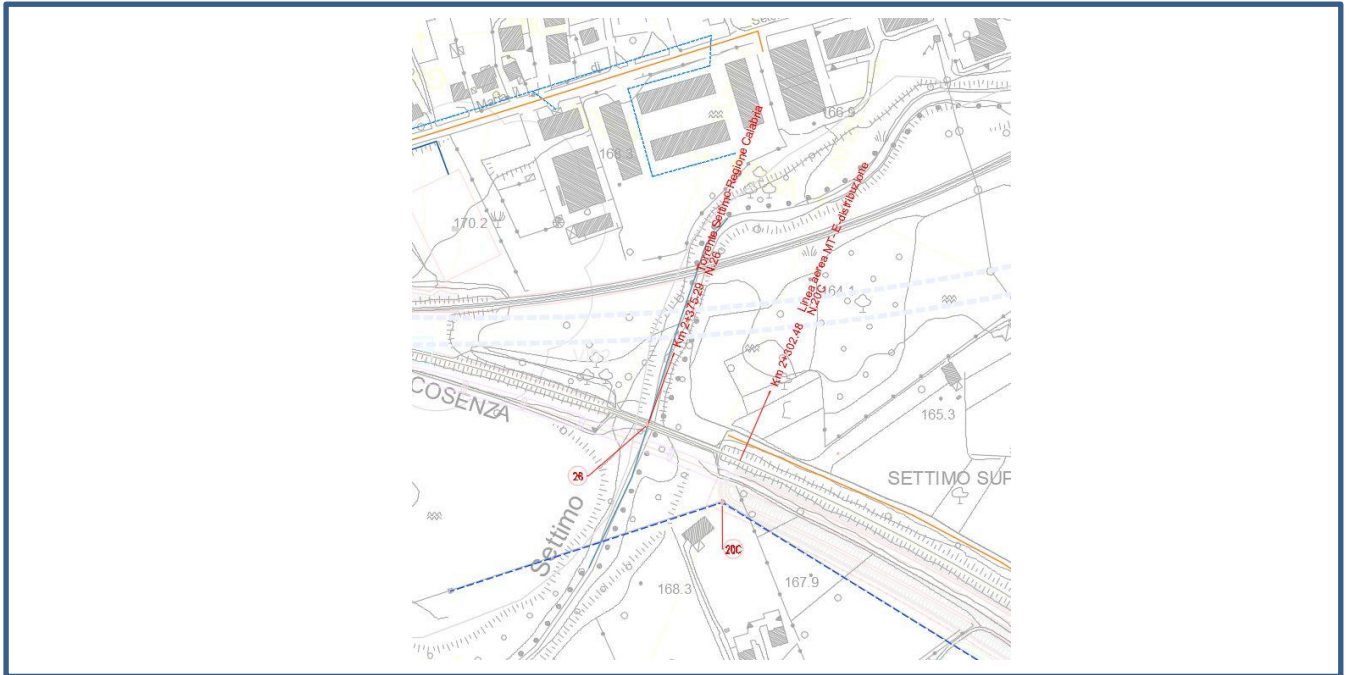 Maria di
166.9
168.3
Km 2+375.29 Torrente Settimo-Regione Calabria
N.26
Km 2+302.48 Linea aerea MT- E-distribuzione
N.20C
170.2
164.1
COSENZA
165.3
26
SETTIMO SUP
Settimo
20C
168.3
167.9